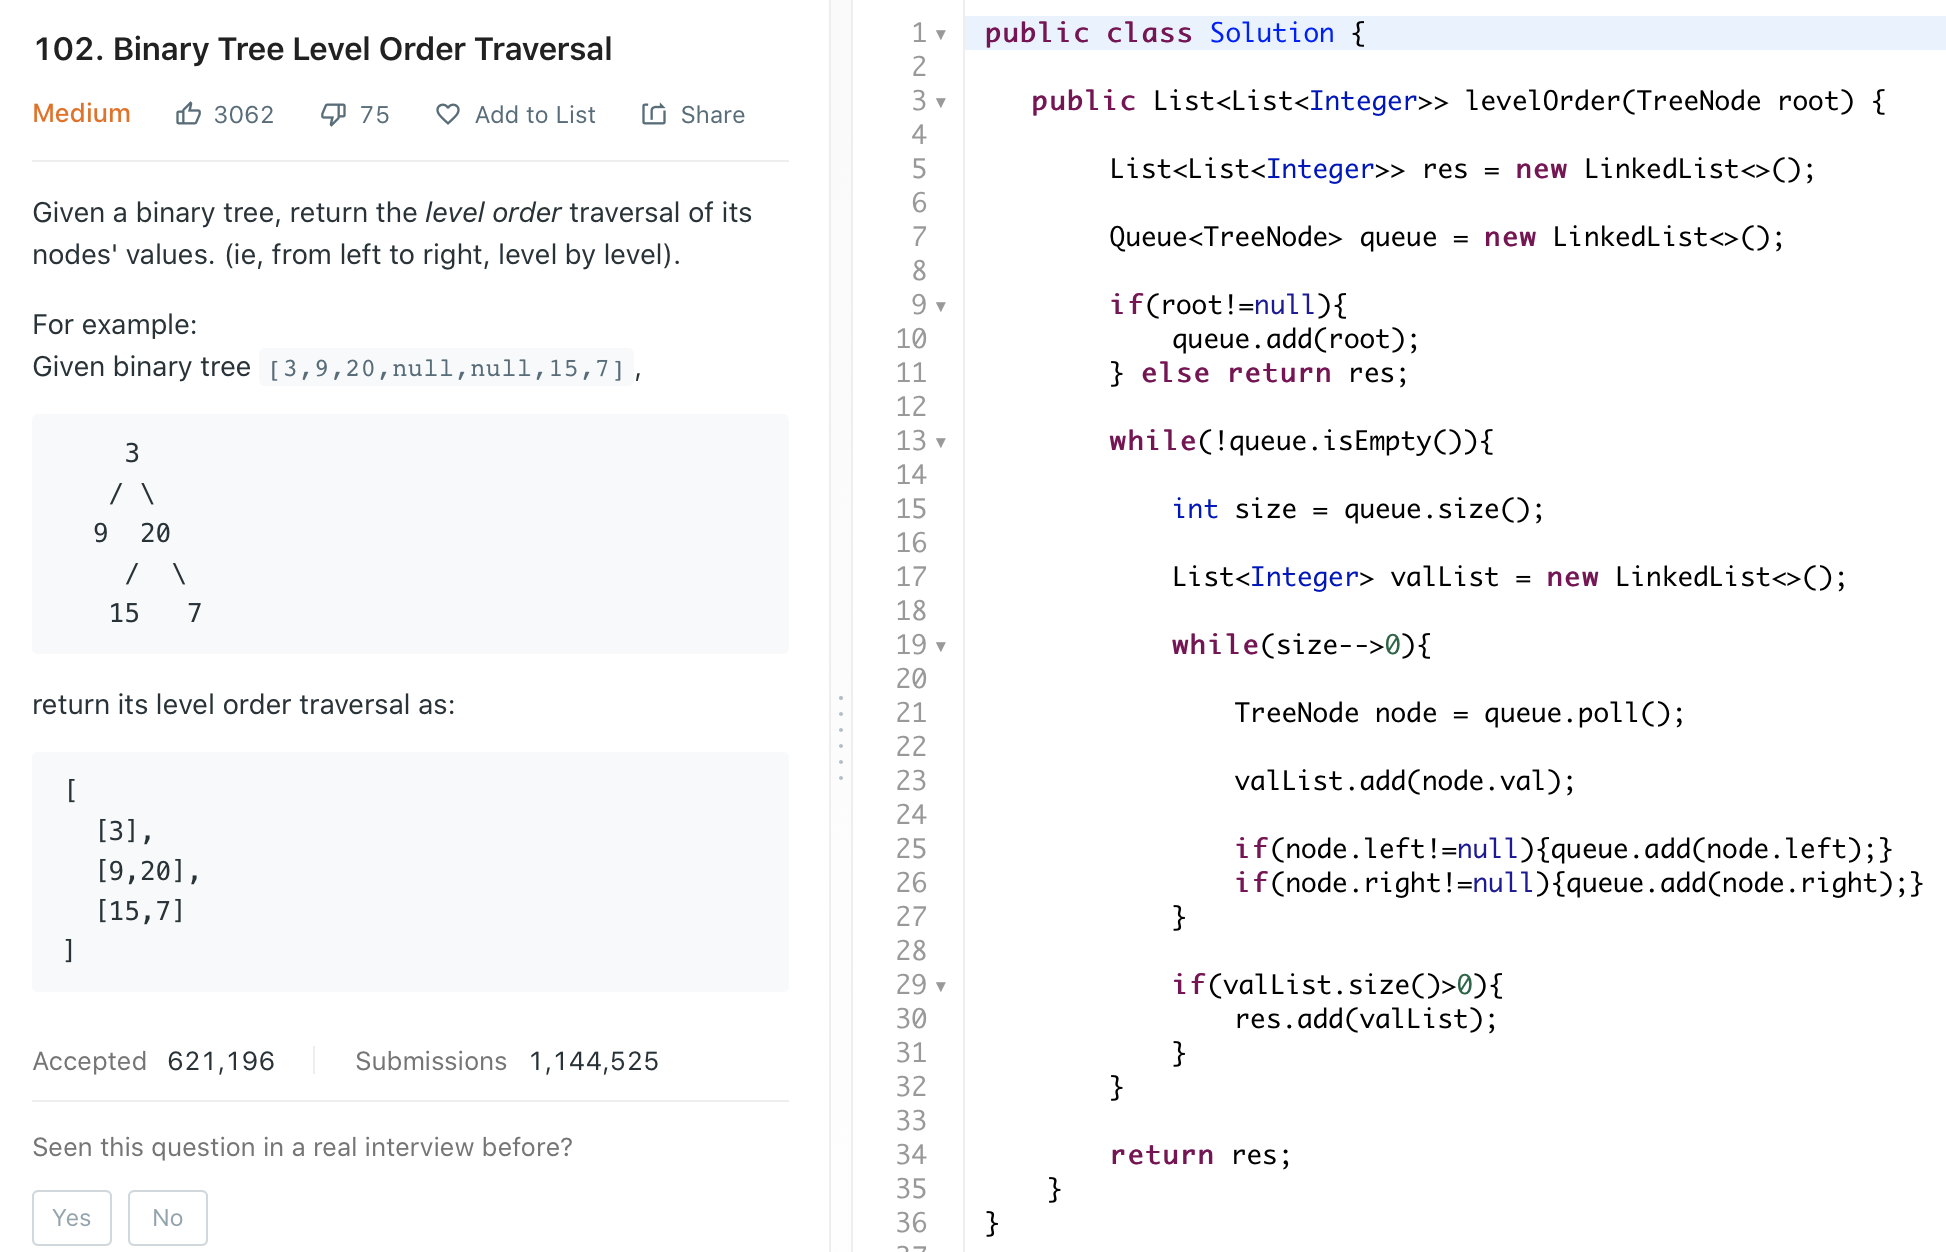 102. Binary Tree Level Order Traversal
Medium 3062 75 Add to List Share
Given a binary tree, return the level order traversal of its
nodes' values. (ie, from left to right, level by level).
For example:
Given binary tree [3,9,20,null,null,15,7],
3
/ \
9 20
/ \
15 7
return its level order traversal as:
[
[3],
[9,20],
[15,7]
]
Accepted 621,196 Submissions 1,144,525
Seen this question in a real interview before?
Yes No
1 public class Solution {
2
3 public List<List<Integer>> levelOrder(TreeNode root) {
4
5 List<List<Integer>> res = new LinkedList<>();
6
7 Queue<TreeNode> queue = new LinkedList<>();
8
9 if(root!=null){
10 queue.add(root);
11 } else return res;
12
13 while(!queue.isEmpty()){
14
15 int size = queue.size();
16
17 List<Integer> valList = new LinkedList<>();
18
19 while(size-->0){
20
21 TreeNode node = queue.poll();
22
23 valList.add(node.val);
24
25 if(node.left!=null){queue.add(node.left);}
26 if(node.right!=null){queue.add(node.right);}
27 }
28
29 if(valList.size()>0){
30 res.add(valList);
31 }
32 }
33
34 return res;
35 }
36 }